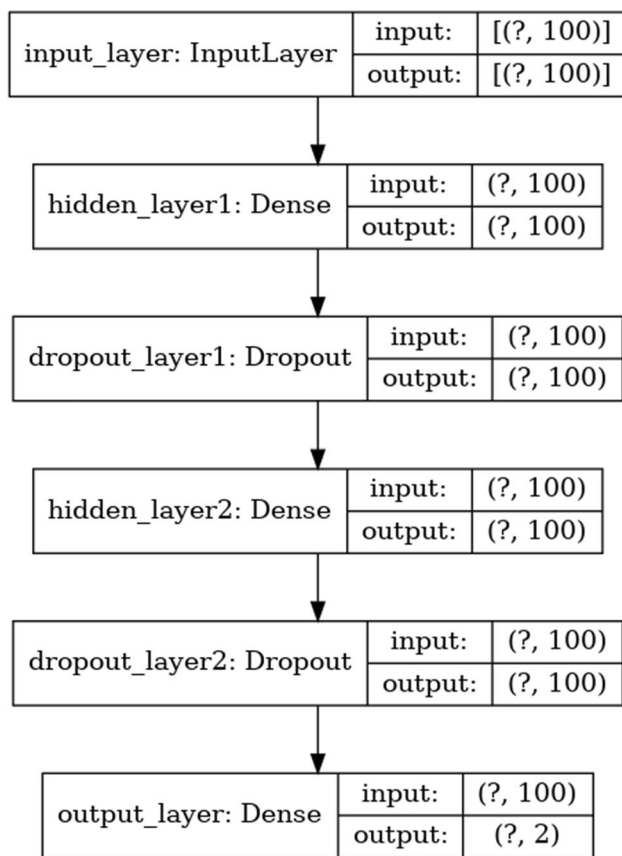 input_layer: InputLayer
input: [(?, 100)]
output: [(?, 100)]
hidden_layer1: Dense
input: (?, 100)
output: (?, 100)
dropout_layer1: Dropout
input: (?, 100)
output: (?, 100)
hidden_layer2: Dense
input: (?, 100)
output: (?, 100)
dropout_layer2: Dropout
input: (?, 100)
output: (?, 100)
output_layer: Dense
input: (?, 100)
output: (?, 2)